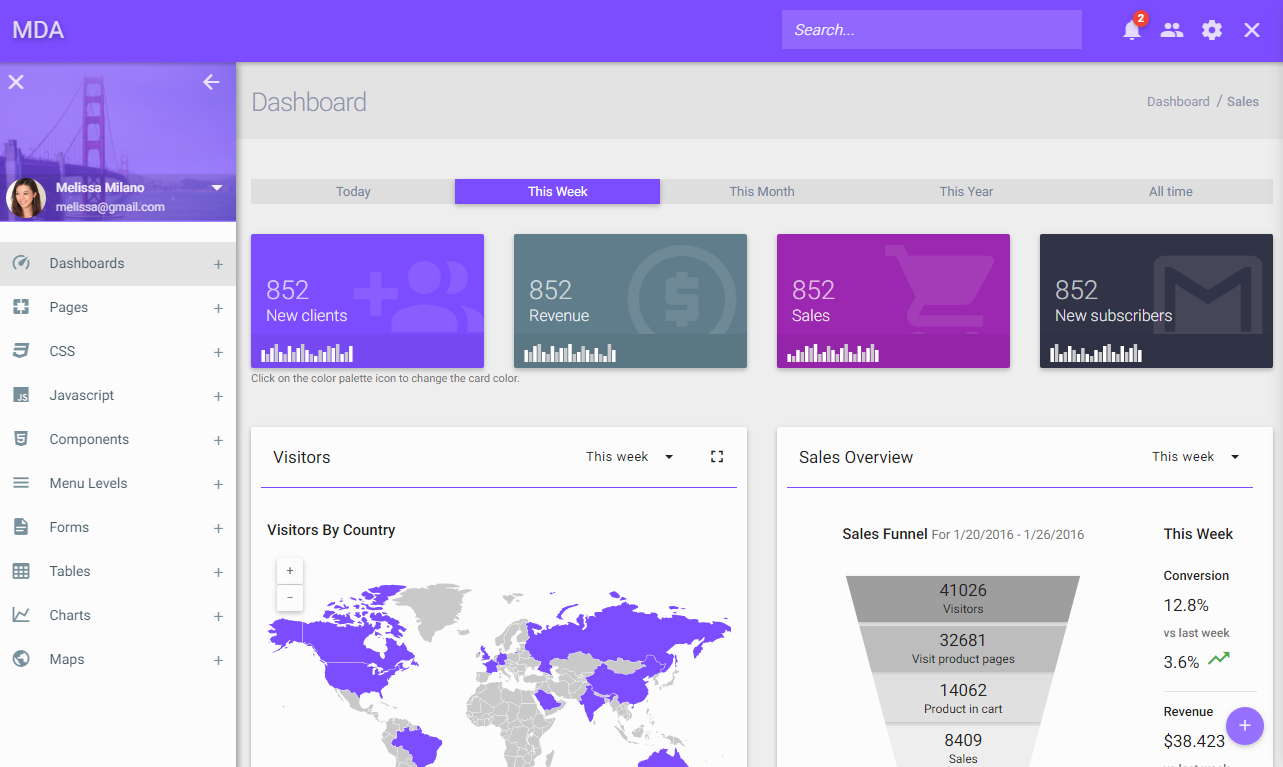 MDA
Search...
2
Melissa Milano
melissa@gmail.com
Dashboards
Pages
CSS
Javascript
Components
Menu Levels
Forms
Tables
Charts
Maps
Dashboard
Dashboard / Sales
Today
This Week
This Month
This Year
All time
852
New clients
852
Revenue
852
Sales
852
New subscribers
Click on the color palette icon to change the card color.
Visitors
This week
Visitors By Country
+
−
Sales Overview
This week
Sales Funnel For 1/20/2016 - 1/26/2016
41026
Visitors
32681
Visit product pages
14062
Product in cart
8409
Sales
This Week
Conversion
12.8%
vs last week
3.6%
Revenue
$38.423
vs last week